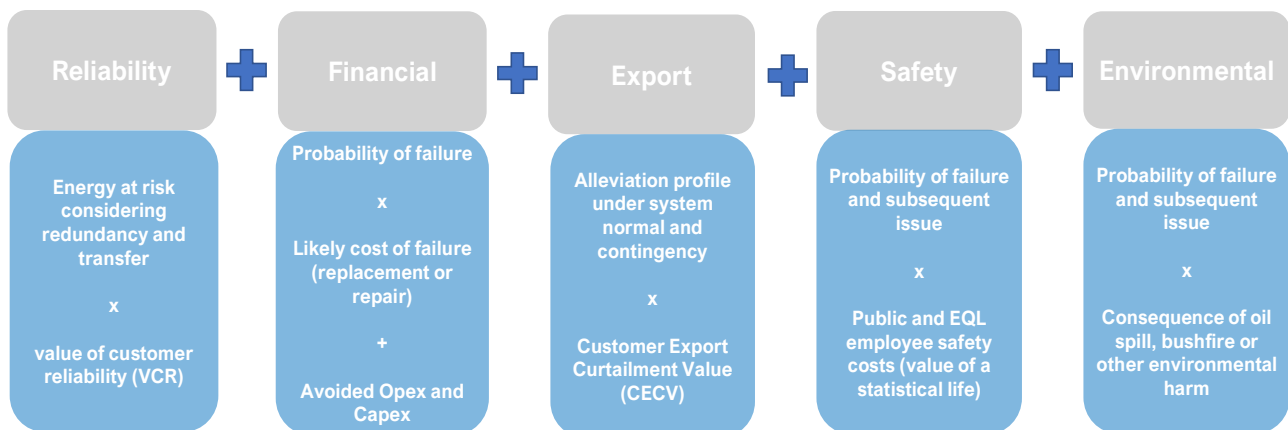 Reliability
Energy at risk
considering
redundancy and
transfer
x
value of customer
reliability (VCR)
Financial
Probability of failure
x
Likely cost of failure
(replacement or
repair)
+
Avoided Opex and
Capex
Export
Alleviation profile
under system
normal and
contingency
x
Customer Export
Curtailment Value
(CECV)
Safety
Probability of failure
and subsequent
issue
x
Public and EQL
employee safety
costs (value of a
statistical life)
Environmental
Probability of failure
and subsequent
issue
x
Consequence of oil
spill, bushfire or
other environmental
harm